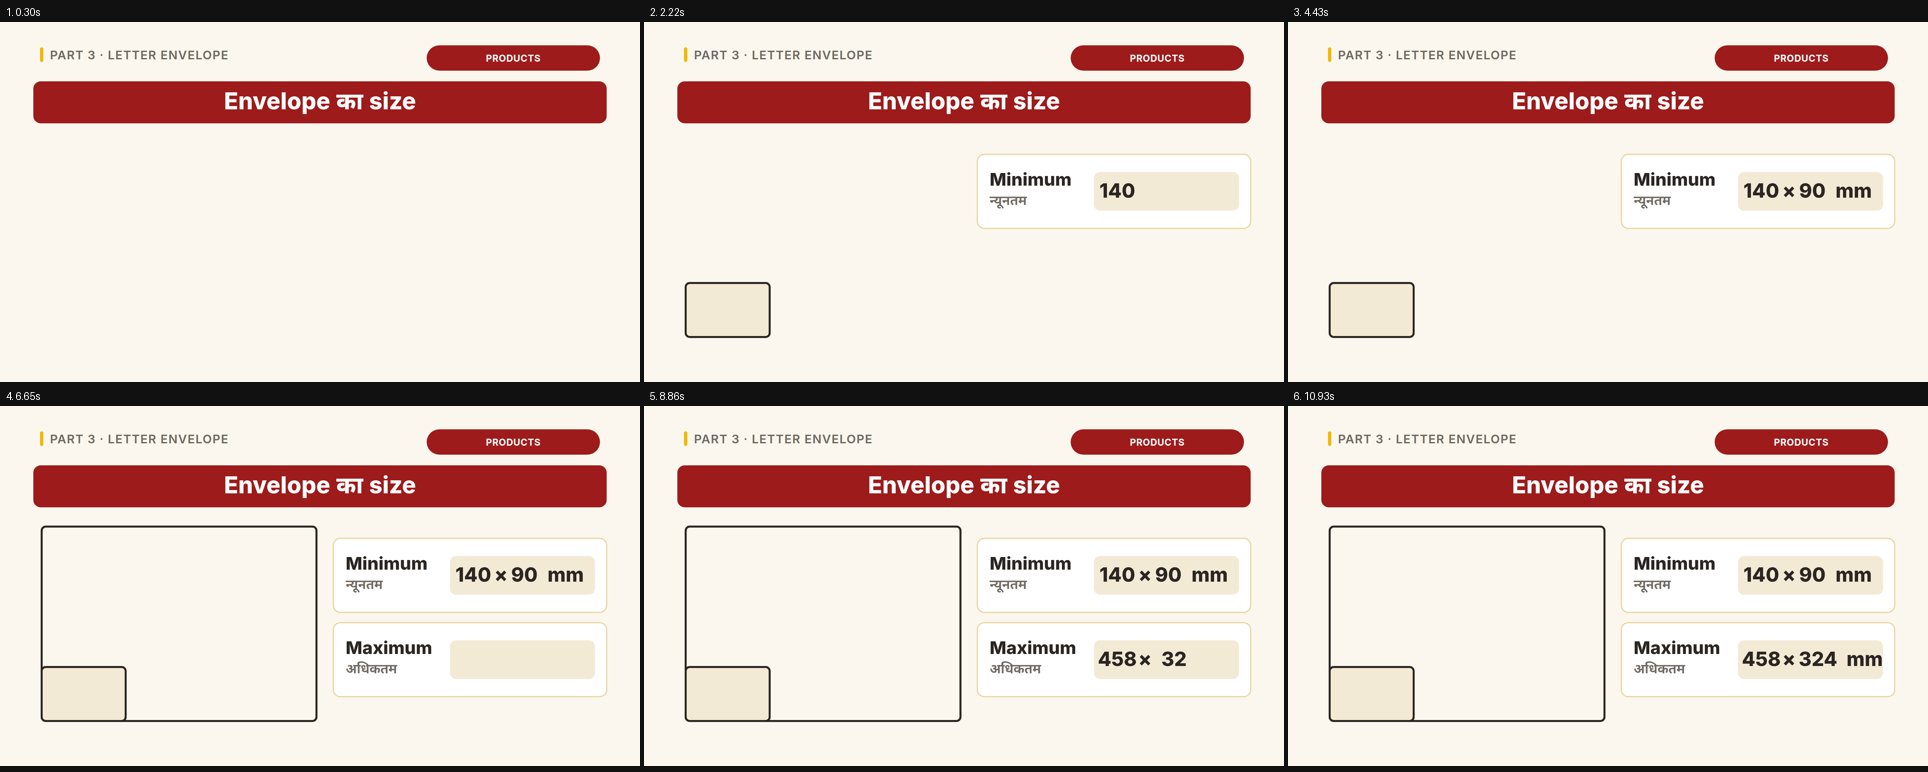 1. 0.30s
PART 3 · LETTER ENVELOPE
PRODUCTS
Envelope का size
2. 2.22s
PART 3 · LETTER ENVELOPE
PRODUCTS
Envelope का size
Minimum
न्यूनतम
140
3. 4.43s
PART 3 · LETTER ENVELOPE
PRODUCTS
Envelope का size
Minimum
न्यूनतम
140 × 90 mm
4. 6.65s
PART 3 · LETTER ENVELOPE
PRODUCTS
Envelope का size
Minimum
न्यूनतम
140 × 90 mm
Maximum
अधिकतम
5. 8.86s
PART 3 · LETTER ENVELOPE
PRODUCTS
Envelope का size
Minimum
न्यूनतम
140 × 90 mm
Maximum
अधिकतम
458 × 32
6. 10.93s
PART 3 · LETTER ENVELOPE
PRODUCTS
Envelope का size
Minimum
न्यूनतम
140 × 90 mm
Maximum
अधिकतम
458 × 324 mm